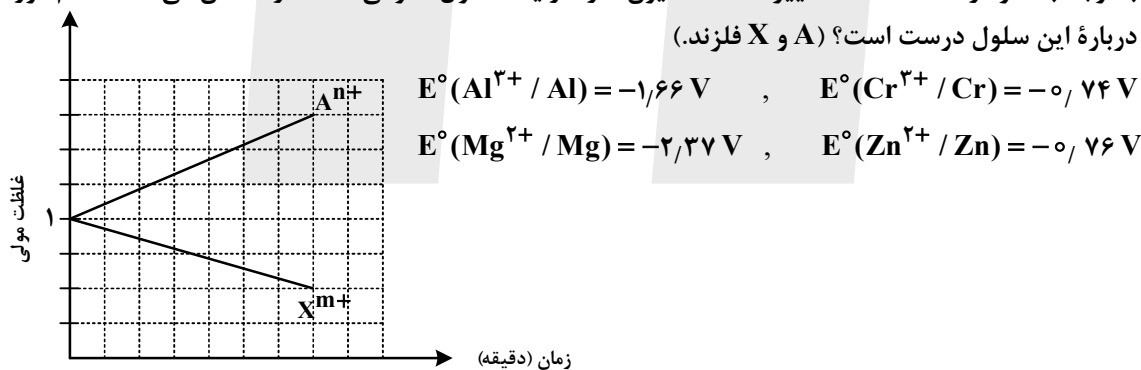 دربارهٔ این سلول درست است؟ (A و X فلزند.)
E°(Al³⁺ / Al) = −۱٫۶۶ V , E°(Cr³⁺ / Cr) = −۰٫۷۴ V
E°(Mg²⁺ / Mg) = −۲٫۳۷ V , E°(Zn²⁺ / Zn) = −۰٫۷۶ V
Aⁿ⁺
غلظت مولی
۱
Xᵐ⁺
زمان (دقیقه)